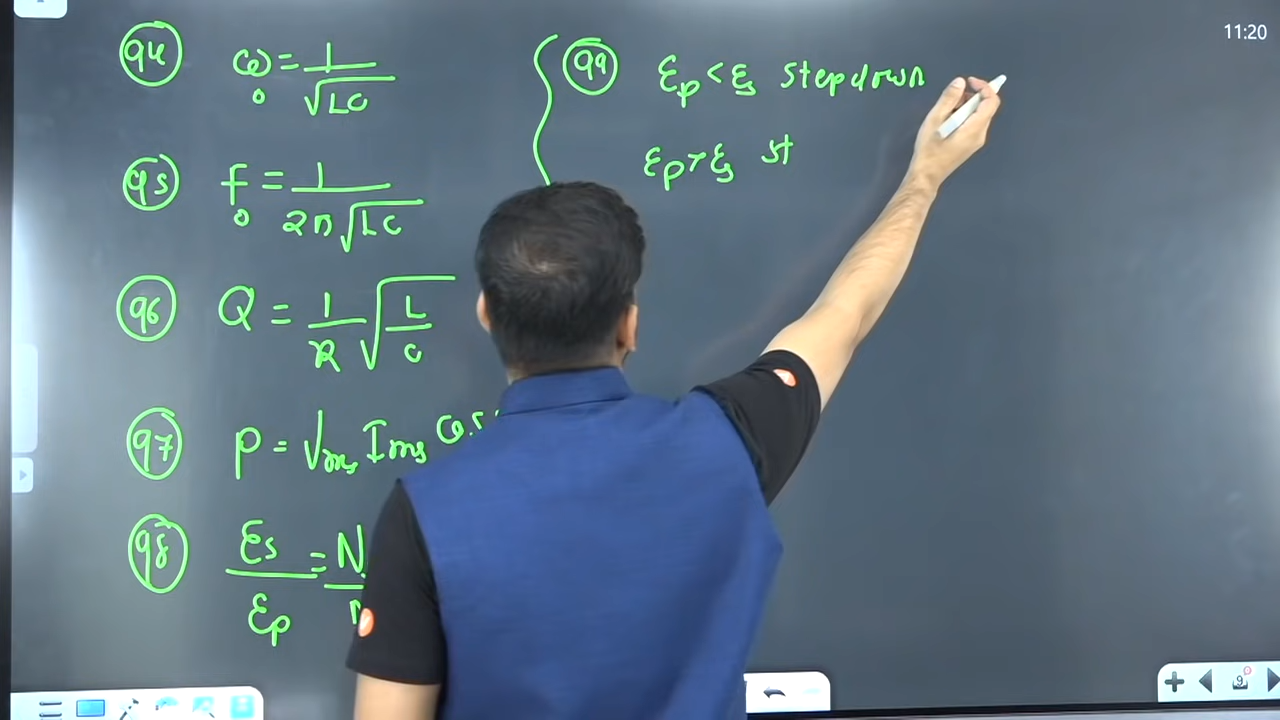 11:20
94 ω₀ = 1/√LC
95 f₀ = 1/2π√LC
96 Q = 1/R √L/C
97 P = Vrms Irms Cos
98 Es/Ep = N
99 Ep < Es stepdown
Ep > Es st